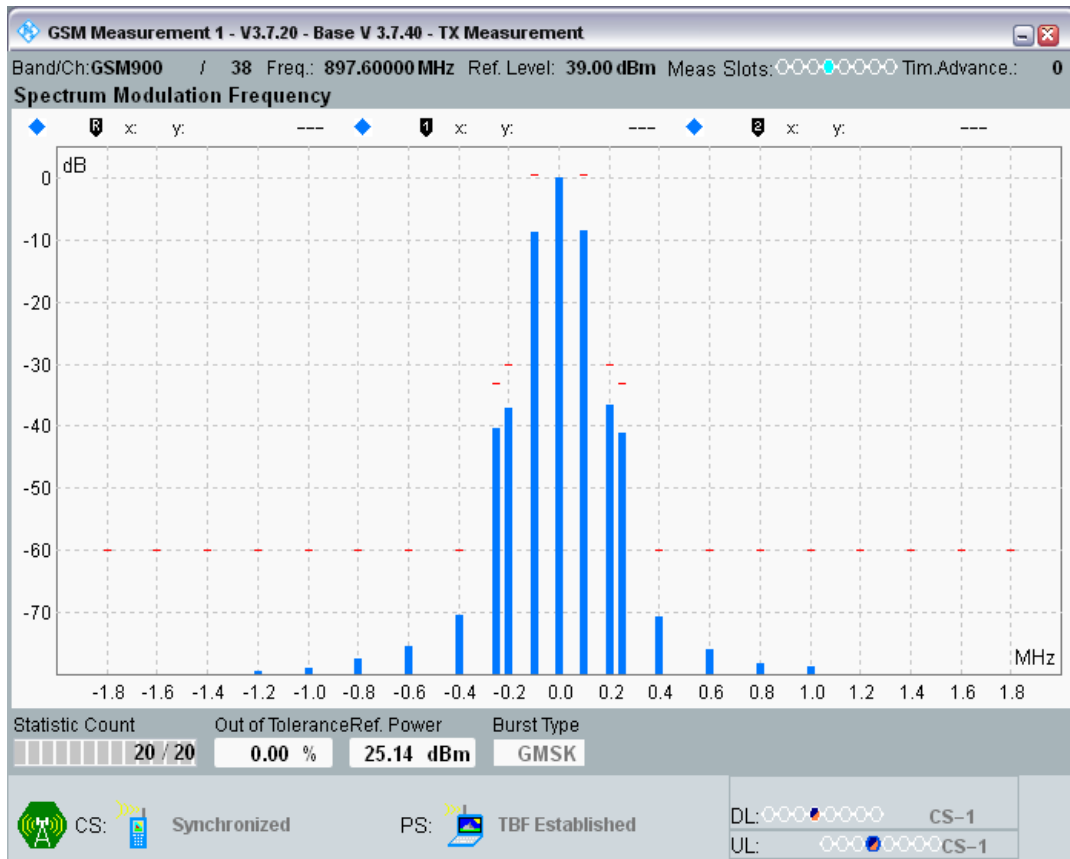 GSM Measurement 1 - V3.7.20 - Base V 3.7.40 - TX Measurement
Band/Ch:GSM900 / 38 Freq.: 897.60000 MHz Ref. Level: 39.00 dBm Meas Slots: Tim.Advance.: 0
Spectrum Modulation Frequency
R x: y: --- 1 x: y: --- 2 x: y: ---
dB
0
-10
-20
-30
-40
-50
-60
-70
MHz
-1.8 -1.6 -1.4 -1.2 -1.0 -0.8 -0.6 -0.4 -0.2 0.0 0.2 0.4 0.6 0.8 1.0 1.2 1.4 1.6 1.8
Statistic Count Out of Tolerance Ref. Power Burst Type
20 / 20 0.00 % 25.14 dBm GMSK
CS: Synchronized PS: TBF Established DL: CS-1
UL: CS-1